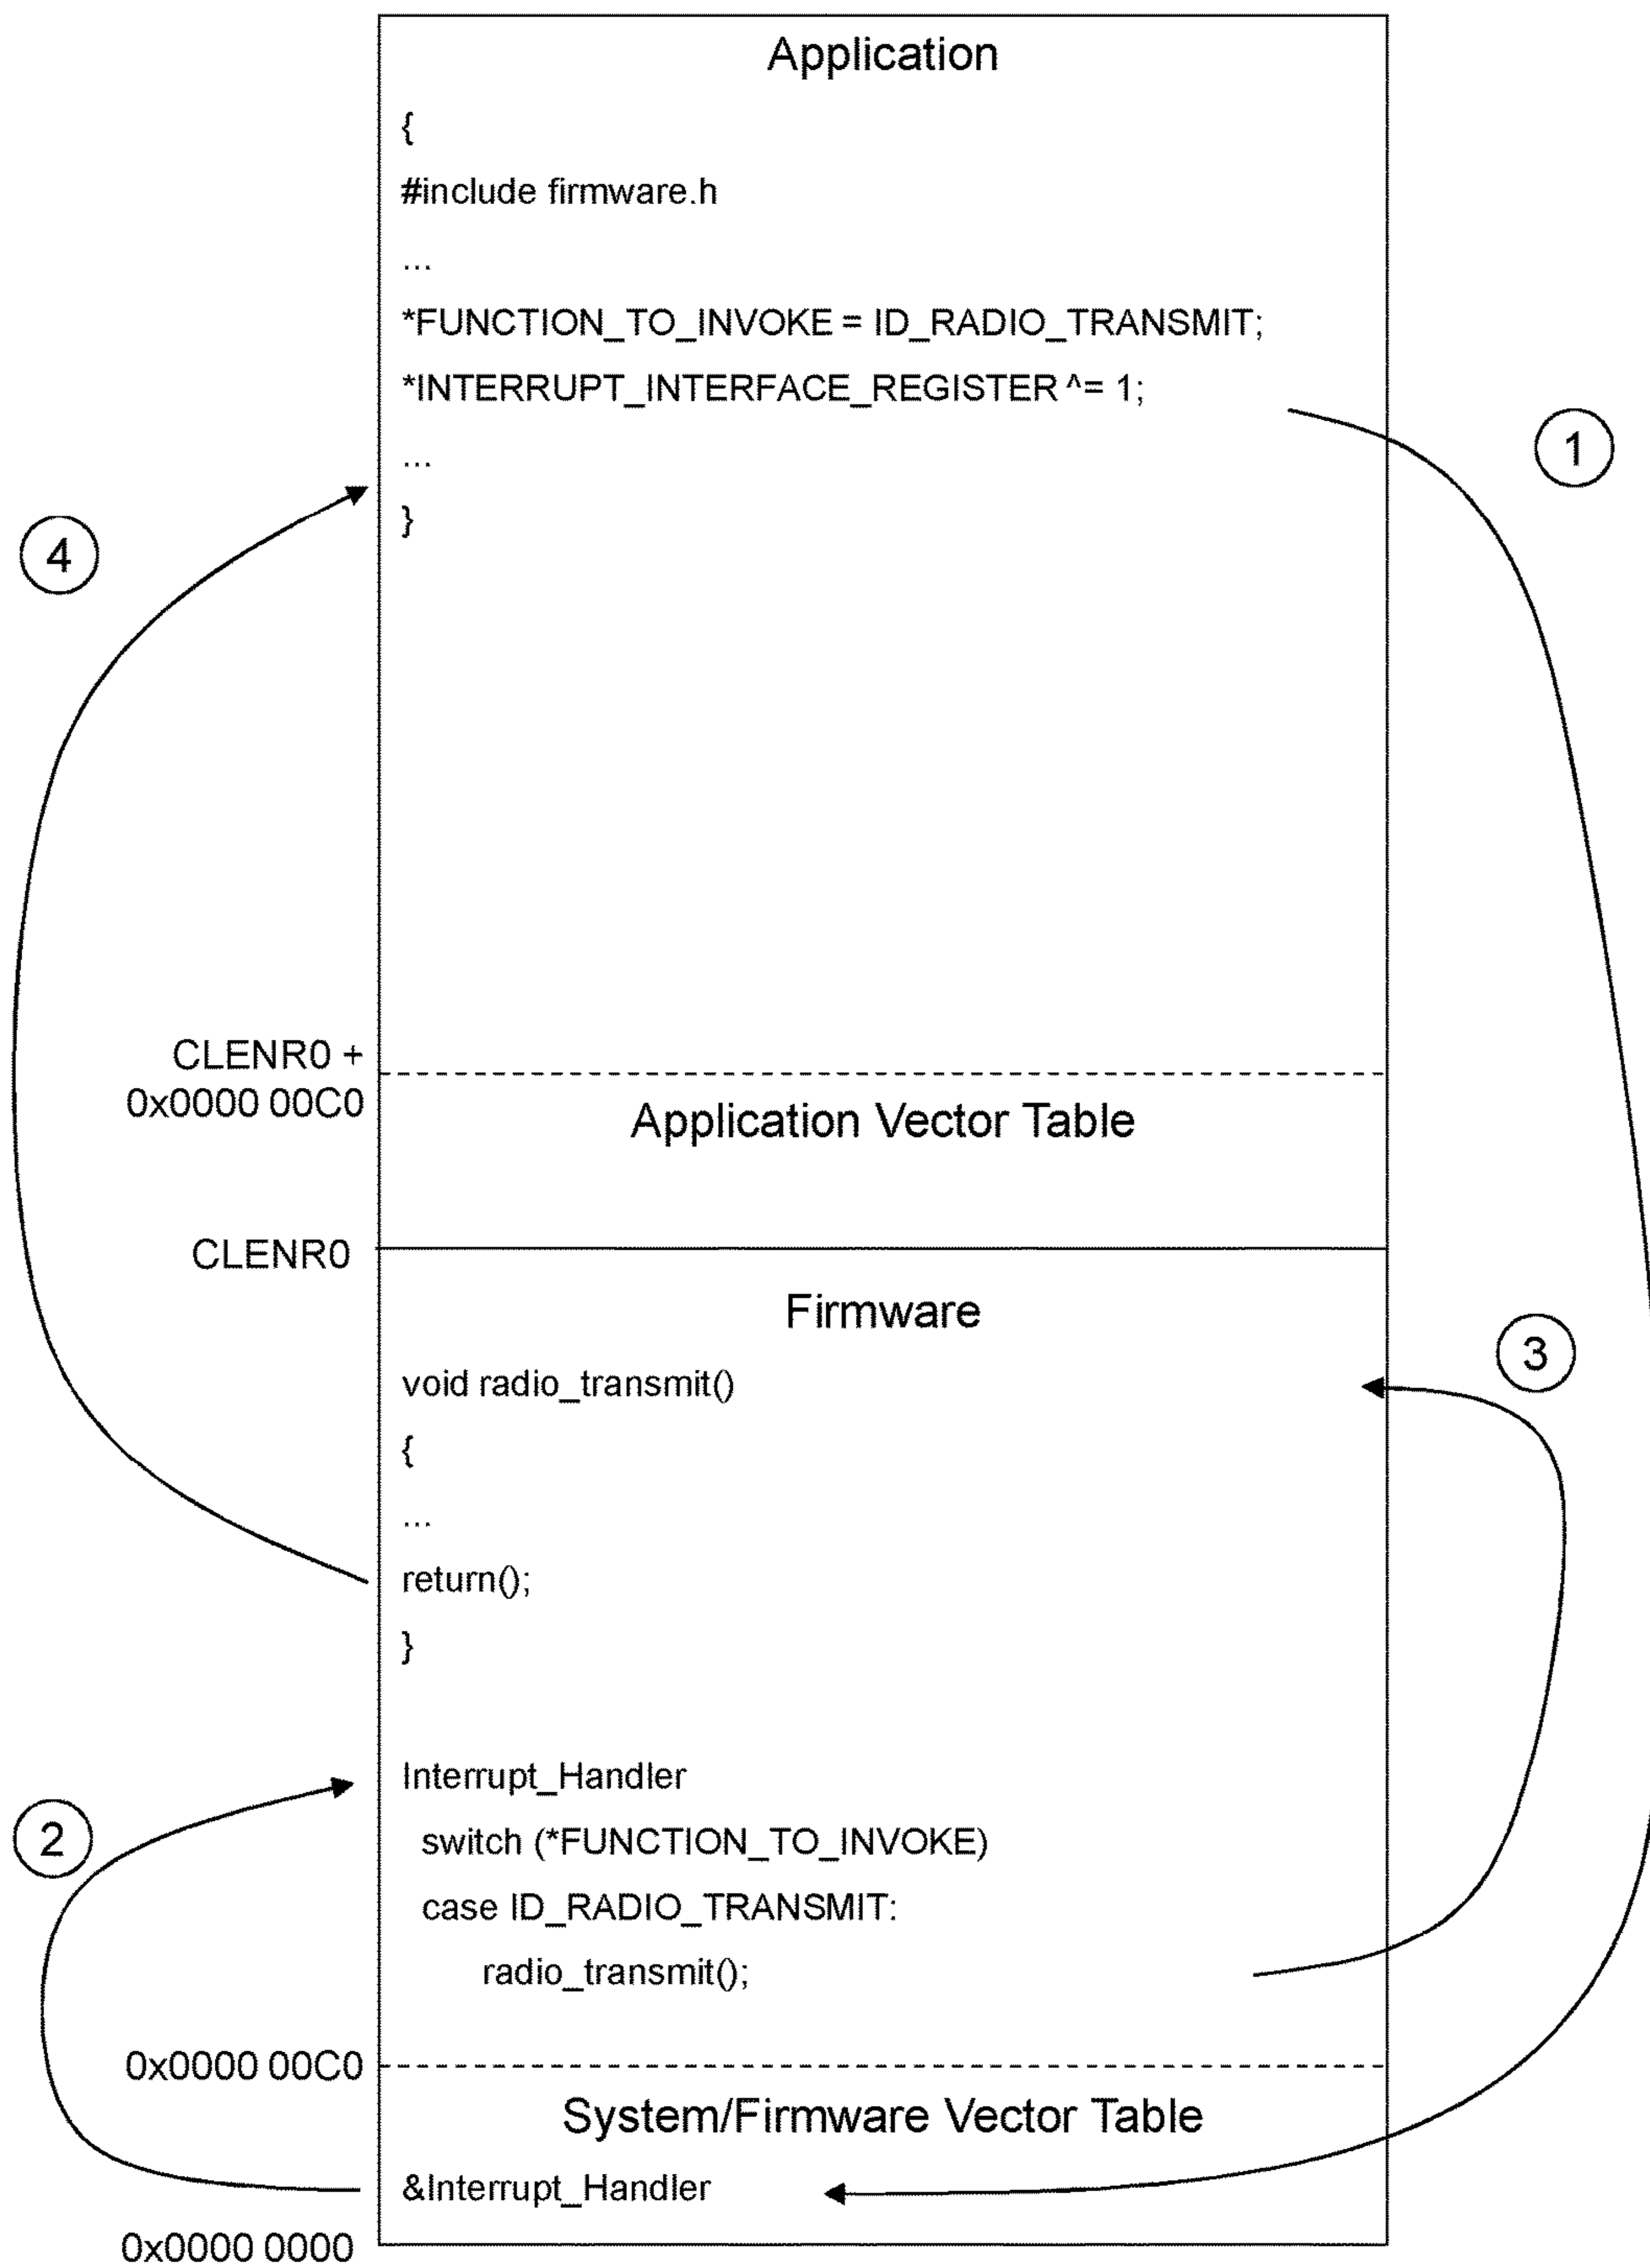 Application
{
#include firmware.h
...
*FUNCTION_TO_INVOKE = ID_RADIO_TRANSMIT;
*INTERRUPT_INTERFACE_REGISTER ^= 1;
1
...
}
4
CLENR0 +
0x0000 00C0
Application Vector Table
CLENR0
Firmware
3
void radio_transmit()
{
...
return();
}
Interrupt_Handler
2
switch (*FUNCTION_TO_INVOKE)
case ID_RADIO_TRANSMIT:
radio_transmit();
0x0000 00C0
System/Firmware Vector Table
&Interrupt_Handler
0x0000 0000